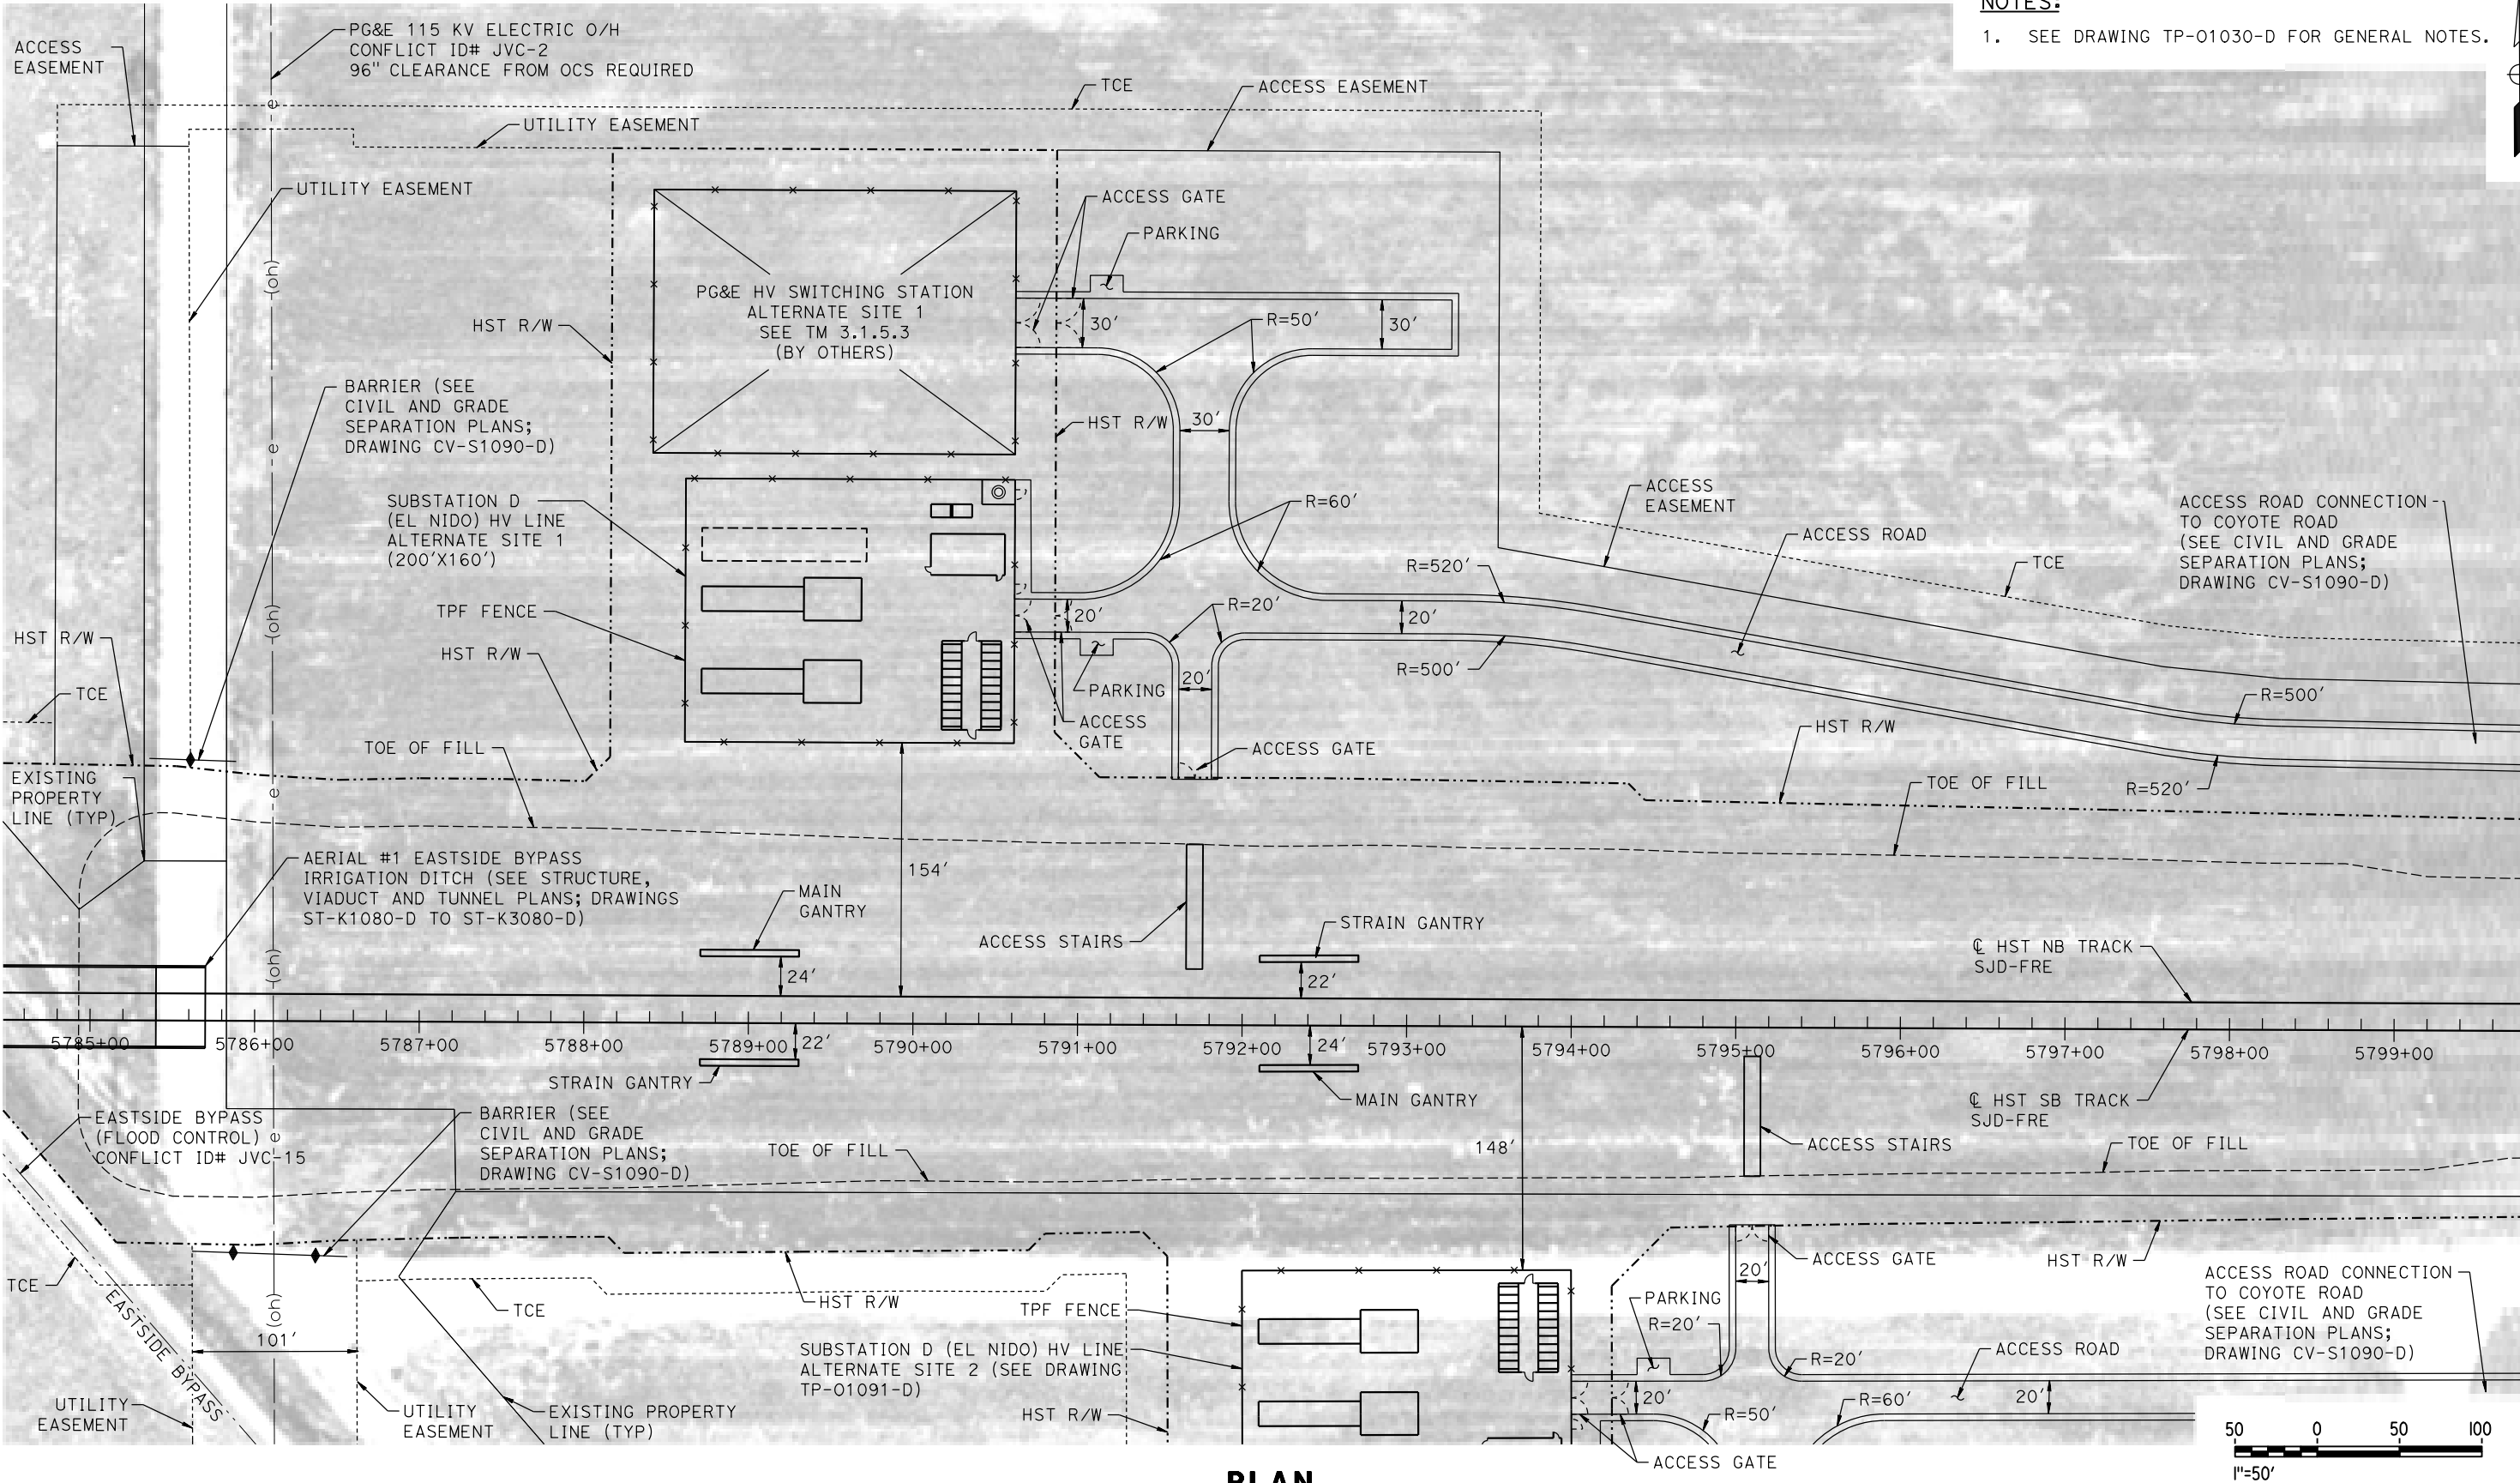 NOTES:
1. SEE DRAWING TP-O1030-D FOR GENERAL NOTES.
PG&E 115 KV ELECTRIC O/H
CONFLICT ID# JVC-2
96" CLEARANCE FROM OCS REQUIRED
ACCESS
EASEMENT
TCE
ACCESS EASEMENT
UTILITY EASEMENT
UTILITY EASEMENT
ACCESS GATE
PARKING
PG&E HV SWITCHING STATION
ALTERNATE SITE 1
SEE TM 3.1.5.3
(BY OTHERS)
HST R/W
30'
R=50'
30'
BARRIER (SEE
CIVIL AND GRADE
SEPARATION PLANS;
DRAWING CV-S1090-D)
HST R/W
30'
SUBSTATION D
(EL NIDO) HV LINE
ALTERNATE SITE 1
(200'X160')
R=60'
ACCESS
EASEMENT
ACCESS ROAD
ACCESS ROAD CONNECTION
TO COYOTE ROAD
(SEE CIVIL AND GRADE
SEPARATION PLANS;
DRAWING CV-S1090-D)
TCE
R=520'
TPF FENCE
20'
R=20'
20'
HST R/W
HST R/W
R=500'
20'
PARKING
TCE
R=500'
ACCESS
GATE
HST R/W
TOE OF FILL
ACCESS GATE
EXISTING
PROPERTY
LINE (TYP)
TOE OF FILL
R=520'
e
(oh)
e
(oh)
e
(oh)
e
(oh)
AERIAL #1 EASTSIDE BYPASS
IRRIGATION DITCH (SEE STRUCTURE,
VIADUCT AND TUNNEL PLANS; DRAWINGS
ST-K1080-D TO ST-K3080-D)
154'
MAIN
GANTRY
24'
ACCESS STAIRS
STRAIN GANTRY
22'
℄ HST NB TRACK
SJD-FRE
5785+00
5786+00
5787+00
5788+00
5789+00
22'
5790+00
5791+00
5792+00
24'
5793+00
5794+00
5795+00
5796+00
5797+00
5798+00
5799+00
STRAIN GANTRY
MAIN GANTRY
℄ HST SB TRACK
SJD-FRE
EASTSIDE BYPASS
(FLOOD CONTROL)
CONFLICT ID# JVC-15
BARRIER (SEE
CIVIL AND GRADE
SEPARATION PLANS;
DRAWING CV-S1090-D)
TOE OF FILL
148'
ACCESS STAIRS
TOE OF FILL
TCE
EASTSIDE BYPASS
101'
TCE
HST R/W
TPF FENCE
SUBSTATION D (EL NIDO) HV LINE
ALTERNATE SITE 2 (SEE DRAWING
TP-O1091-D)
HST R/W
20'
ACCESS GATE
HST R/W
PARKING
R=20'
R=20'
ACCESS ROAD
ACCESS ROAD CONNECTION
TO COYOTE ROAD
(SEE CIVIL AND GRADE
SEPARATION PLANS;
DRAWING CV-S1090-D)
UTILITY
EASEMENT
UTILITY
EASEMENT
EXISTING PROPERTY
LINE (TYP)
20'
R=50'
R=60'
20'
ACCESS GATE
50 0 50 100
1"=50'
PLAN